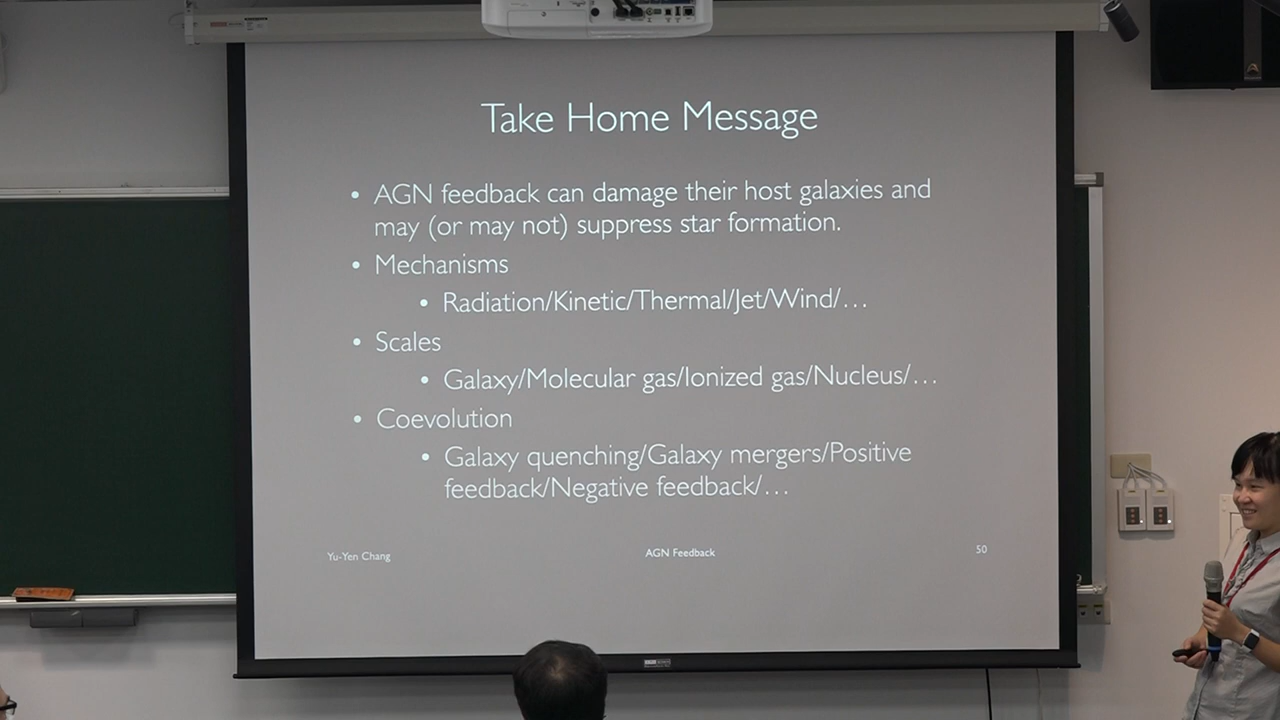 Take Home Message
• AGN feedback can damage their host galaxies and
may (or may not) suppress star formation.
• Mechanisms
• Radiation/Kinetic/Thermal/Jet/Wind/…
• Scales
• Galaxy/Molecular gas/Ionized gas/Nucleus/…
• Coevolution
• Galaxy quenching/Galaxy mergers/Positive
feedback/Negative feedback/…
Yu-Yen Chang
AGN Feedback
50